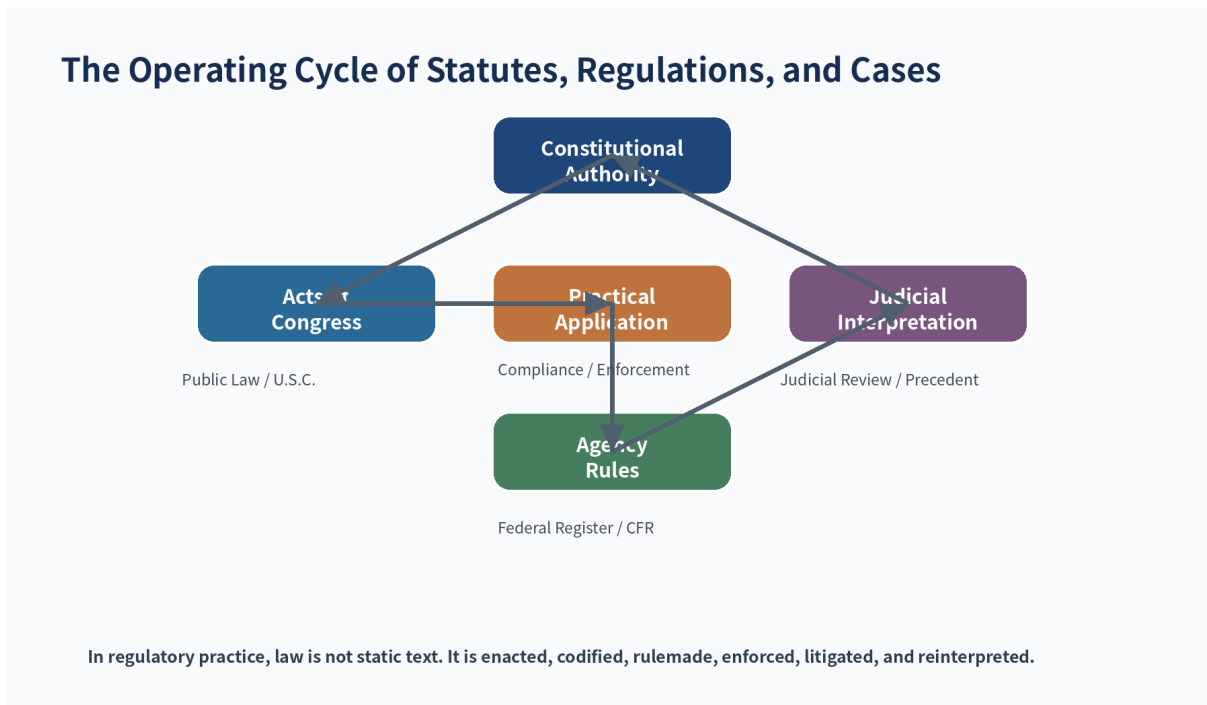 The Operating Cycle of Statutes, Regulations, and Cases
Constitutional
Authority
Acts of
Congress
Practical
Application
Judicial
Interpretation
Public Law / U.S.C.
Compliance / Enforcement
Judicial Review / Precedent
Agency
Rules
Federal Register / CFR
In regulatory practice, law is not static text. It is enacted, codified, rulemade, enforced, litigated, and reinterpreted.